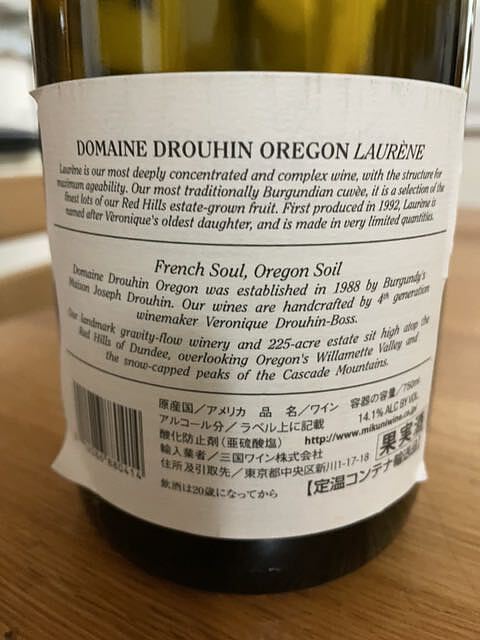 DOMAINE DROUHIN OREGON LAURÈNE
Laurène is our most deeply concentrated and complex wine, with the structure for
maximum ageability. Our most traditionally Burgundian cuvèe, it is a selection of the
finest lots of our Red Hills estate-grown fruit. First produced in 1992, Laurène is
named after Veronique's oldest daughter, and is made in very limited quantities.
French Soul, Oregon Soil
Domaine Drouhin Oregon was established in 1988 by Burgundy's
Maison Joseph Drouhin. Our wines are handcrafted by 4th generation
winemaker Veronique Drouhin-Boss.
Our landmark gravity-flow winery and 225-acre estate sit high atop the
Red Hills of Dundee, overlooking Oregon's Willamette Valley and
the snow-capped peaks of the Cascade Mountains.
原産国/アメリカ 品 名/ワイン 容器の容量/750ml
アルコール分/ラベル上に記載 14.1% ALC BY VOL.
酸化防止剤(亜硫酸塩) http://www.mikuniwine.co.jp
輸入業者/三国ワイン株式会社 果実酒
住所及引取先/東京都中央区新川1-17-18
飲酒は20歳になってから 【定温コンテナ